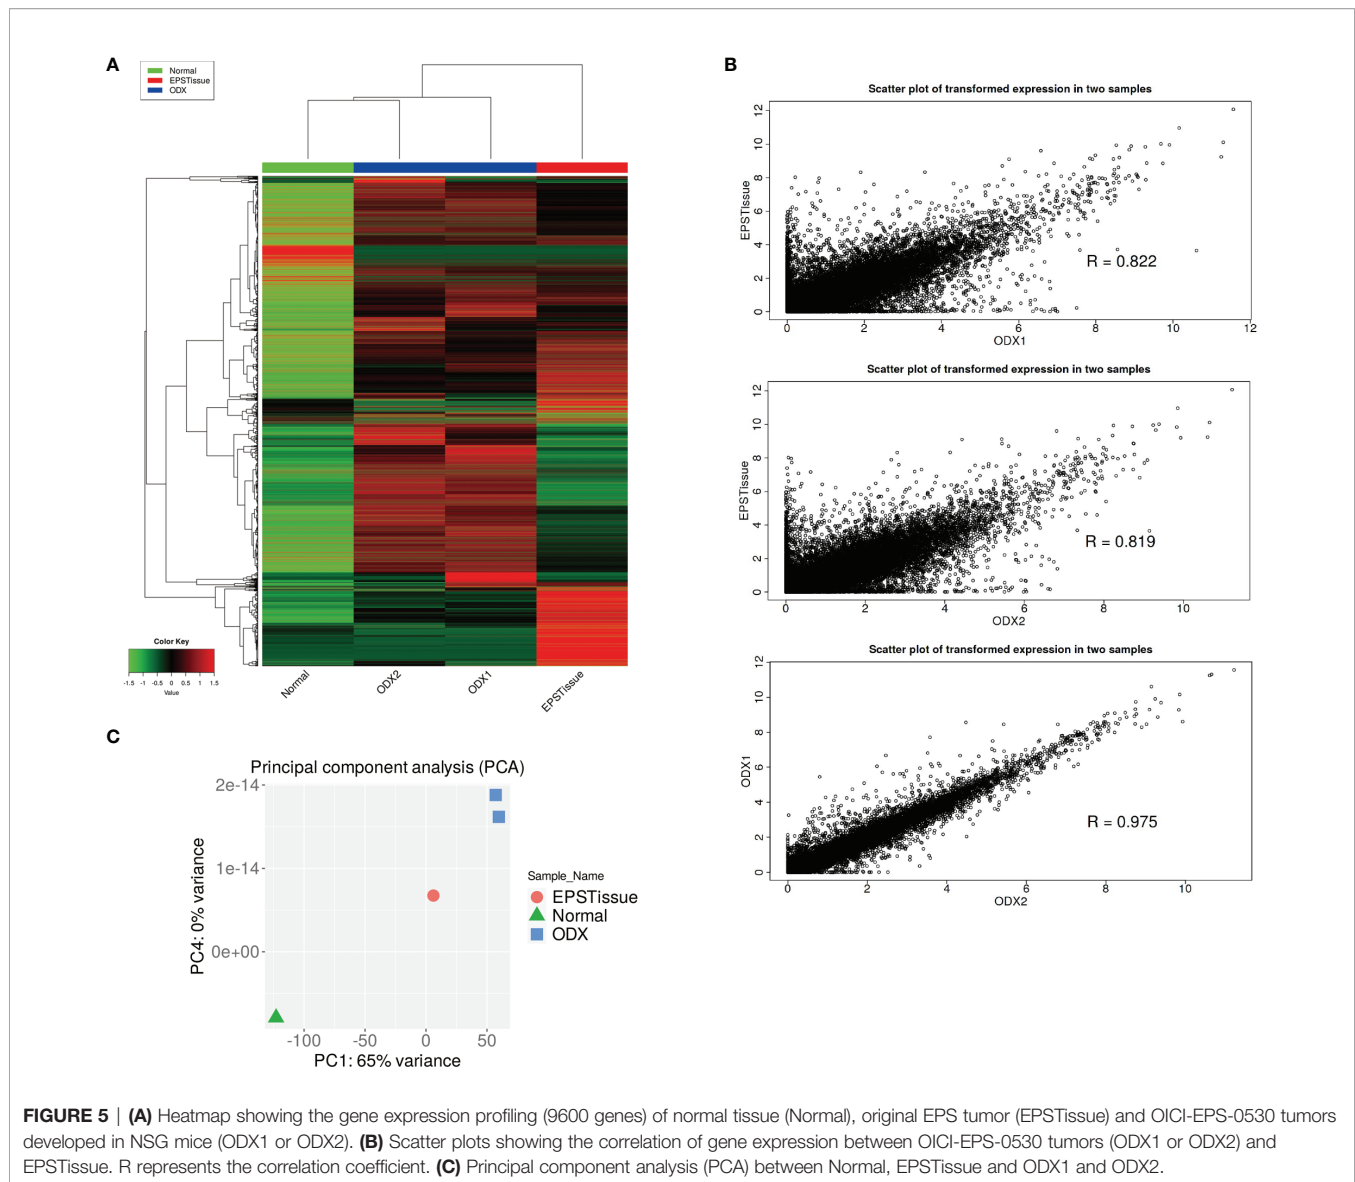 A
Normal
EPSTissue
ODX
Color Key
-1.5 -1 -0.5 0 0.5 1 1.5
Value
Normal
ODX2
ODX1
EPSTissue
B
Scatter plot of transformed expression in two samples
12
10
8
6
4
2
0
EPSTIssue
R = 0.822
0 2 4 6 8 10 12
ODX1
Scatter plot of transformed expression in two samples
12
10
8
6
4
2
0
EPSTIssue
R = 0.819
0 2 4 6 8 10
ODX2
Scatter plot of transformed expression in two samples
12
10
8
6
4
2
0
ODX1
R = 0.975
0 2 4 6 8 10
ODX2
C
Principal component analysis (PCA)
2e-14
1e-14
0e+00
PC4: 0% variance
-100 -50 0 50
PC1: 65% variance
Sample_Name
EPSTissue
Normal
ODX
FIGURE 5 | (A) Heatmap showing the gene expression profiling (9600 genes) of normal tissue (Normal), original EPS tumor (EPSTissue) and OICI-EPS-0530 tumors
developed in NSG mice (ODX1 or ODX2). (B) Scatter plots showing the correlation of gene expression between OICI-EPS-0530 tumors (ODX1 or ODX2) and
EPSTissue. R represents the correlation coefficient. (C) Principal component analysis (PCA) between Normal, EPSTissue and ODX1 and ODX2.